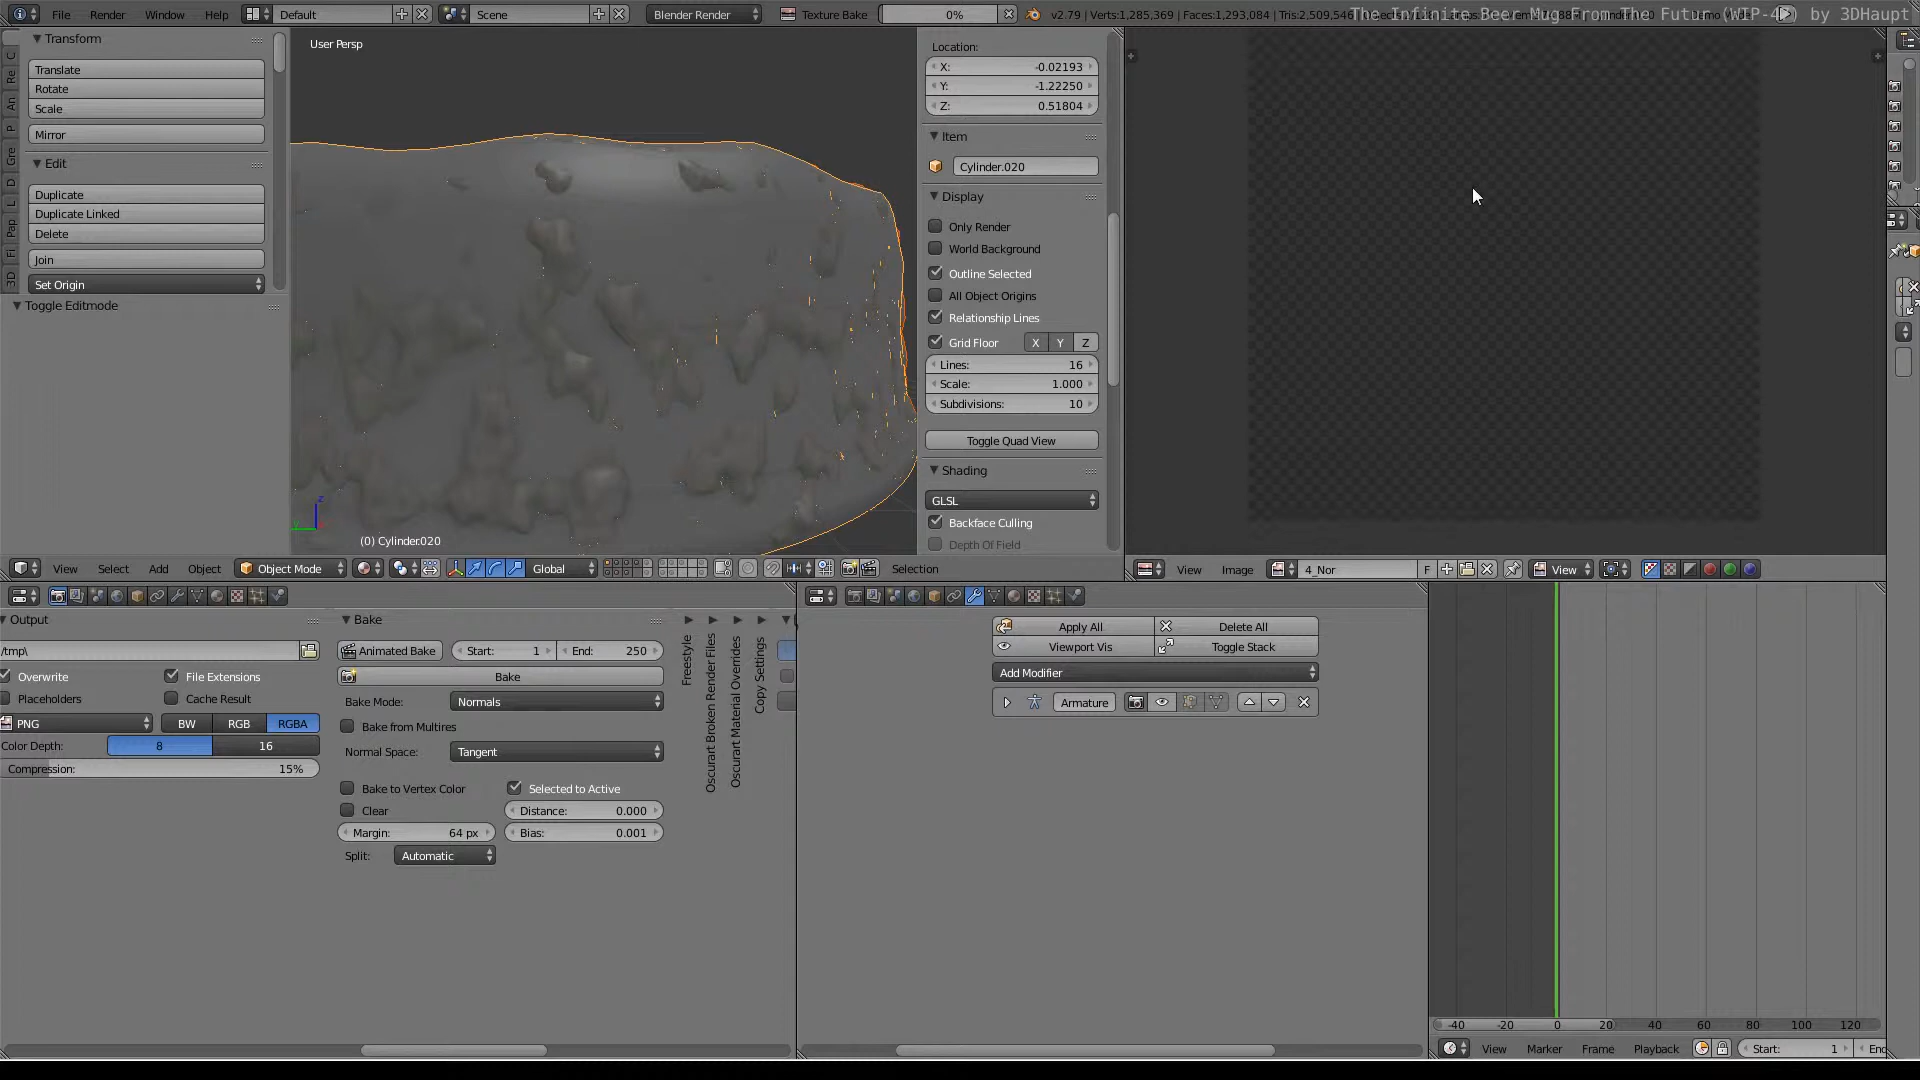 File
Render
Window
Help
Default
Scene
Blender Render
Texture Bake
0%
v2.79 | Verts:1,285,369 | Faces:1,293,084 | Tris:2,509,546
The Infinite Beer Mug From The Future (WIP-4 ) by 3DHaupt
Transform
Translate
Rotate
Scale
Mirror
Edit
Duplicate
Duplicate Linked
Delete
Join
Set Origin
Toggle Editmode
C
Re
An
P
Gre
D
L
Pap
Fi
3D
User Persp
z
(0) Cylinder.020
Location:
X: -0.02193
Y: -1.22250
Z: 0.51804
Item
Cylinder.020
Display
Only Render
World Background
Outline Selected
All Object Origins
Relationship Lines
Grid Floor X Y Z
Lines: 16
Scale: 1.000
Subdivisions: 10
Toggle Quad View
Shading
GLSL
Backface Culling
Depth Of Field
View
Select
Add
Object
Object Mode
Global
Selection
View
Image
4_Nor
F
View
Output
/tmp\
Overwrite
File Extensions
Placeholders
Cache Result
PNG
BW
RGB
RGBA
Color Depth:
8
16
Compression: 15%
Bake
Animated Bake
Start: 1
End: 250
Bake
Bake Mode:
Normals
Bake from Multires
Normal Space:
Tangent
Bake to Vertex Color
Selected to Active
Clear
Distance: 0.000
Margin: 64 px
Bias: 0.001
Split:
Automatic
Freestyle
Oscurart Broken Render Files
Oscurart Material Overrides
Copy Settings
Apply All
Delete All
Viewport Vis
Toggle Stack
Add Modifier
Armature
-40 -20 0 20 40 60 80 100 120
View
Marker
Frame
Playback
Start: 1
End